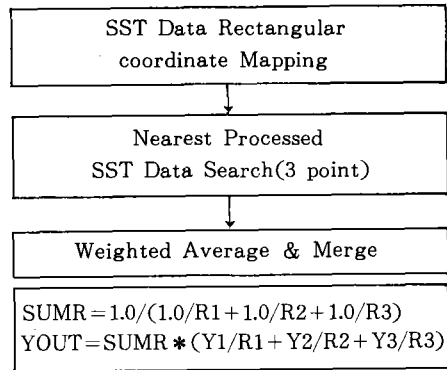 SST Data Rectangular
coordinate Mapping
Nearest Processed
SST Data Search(3 point)
Weighted Average & Merge
SUMR=1.0/(1.0/R1+1.0/R2+1.0/R3)
YOUT=SUMR*(Y1/R1+Y2/R2+Y3/R3)